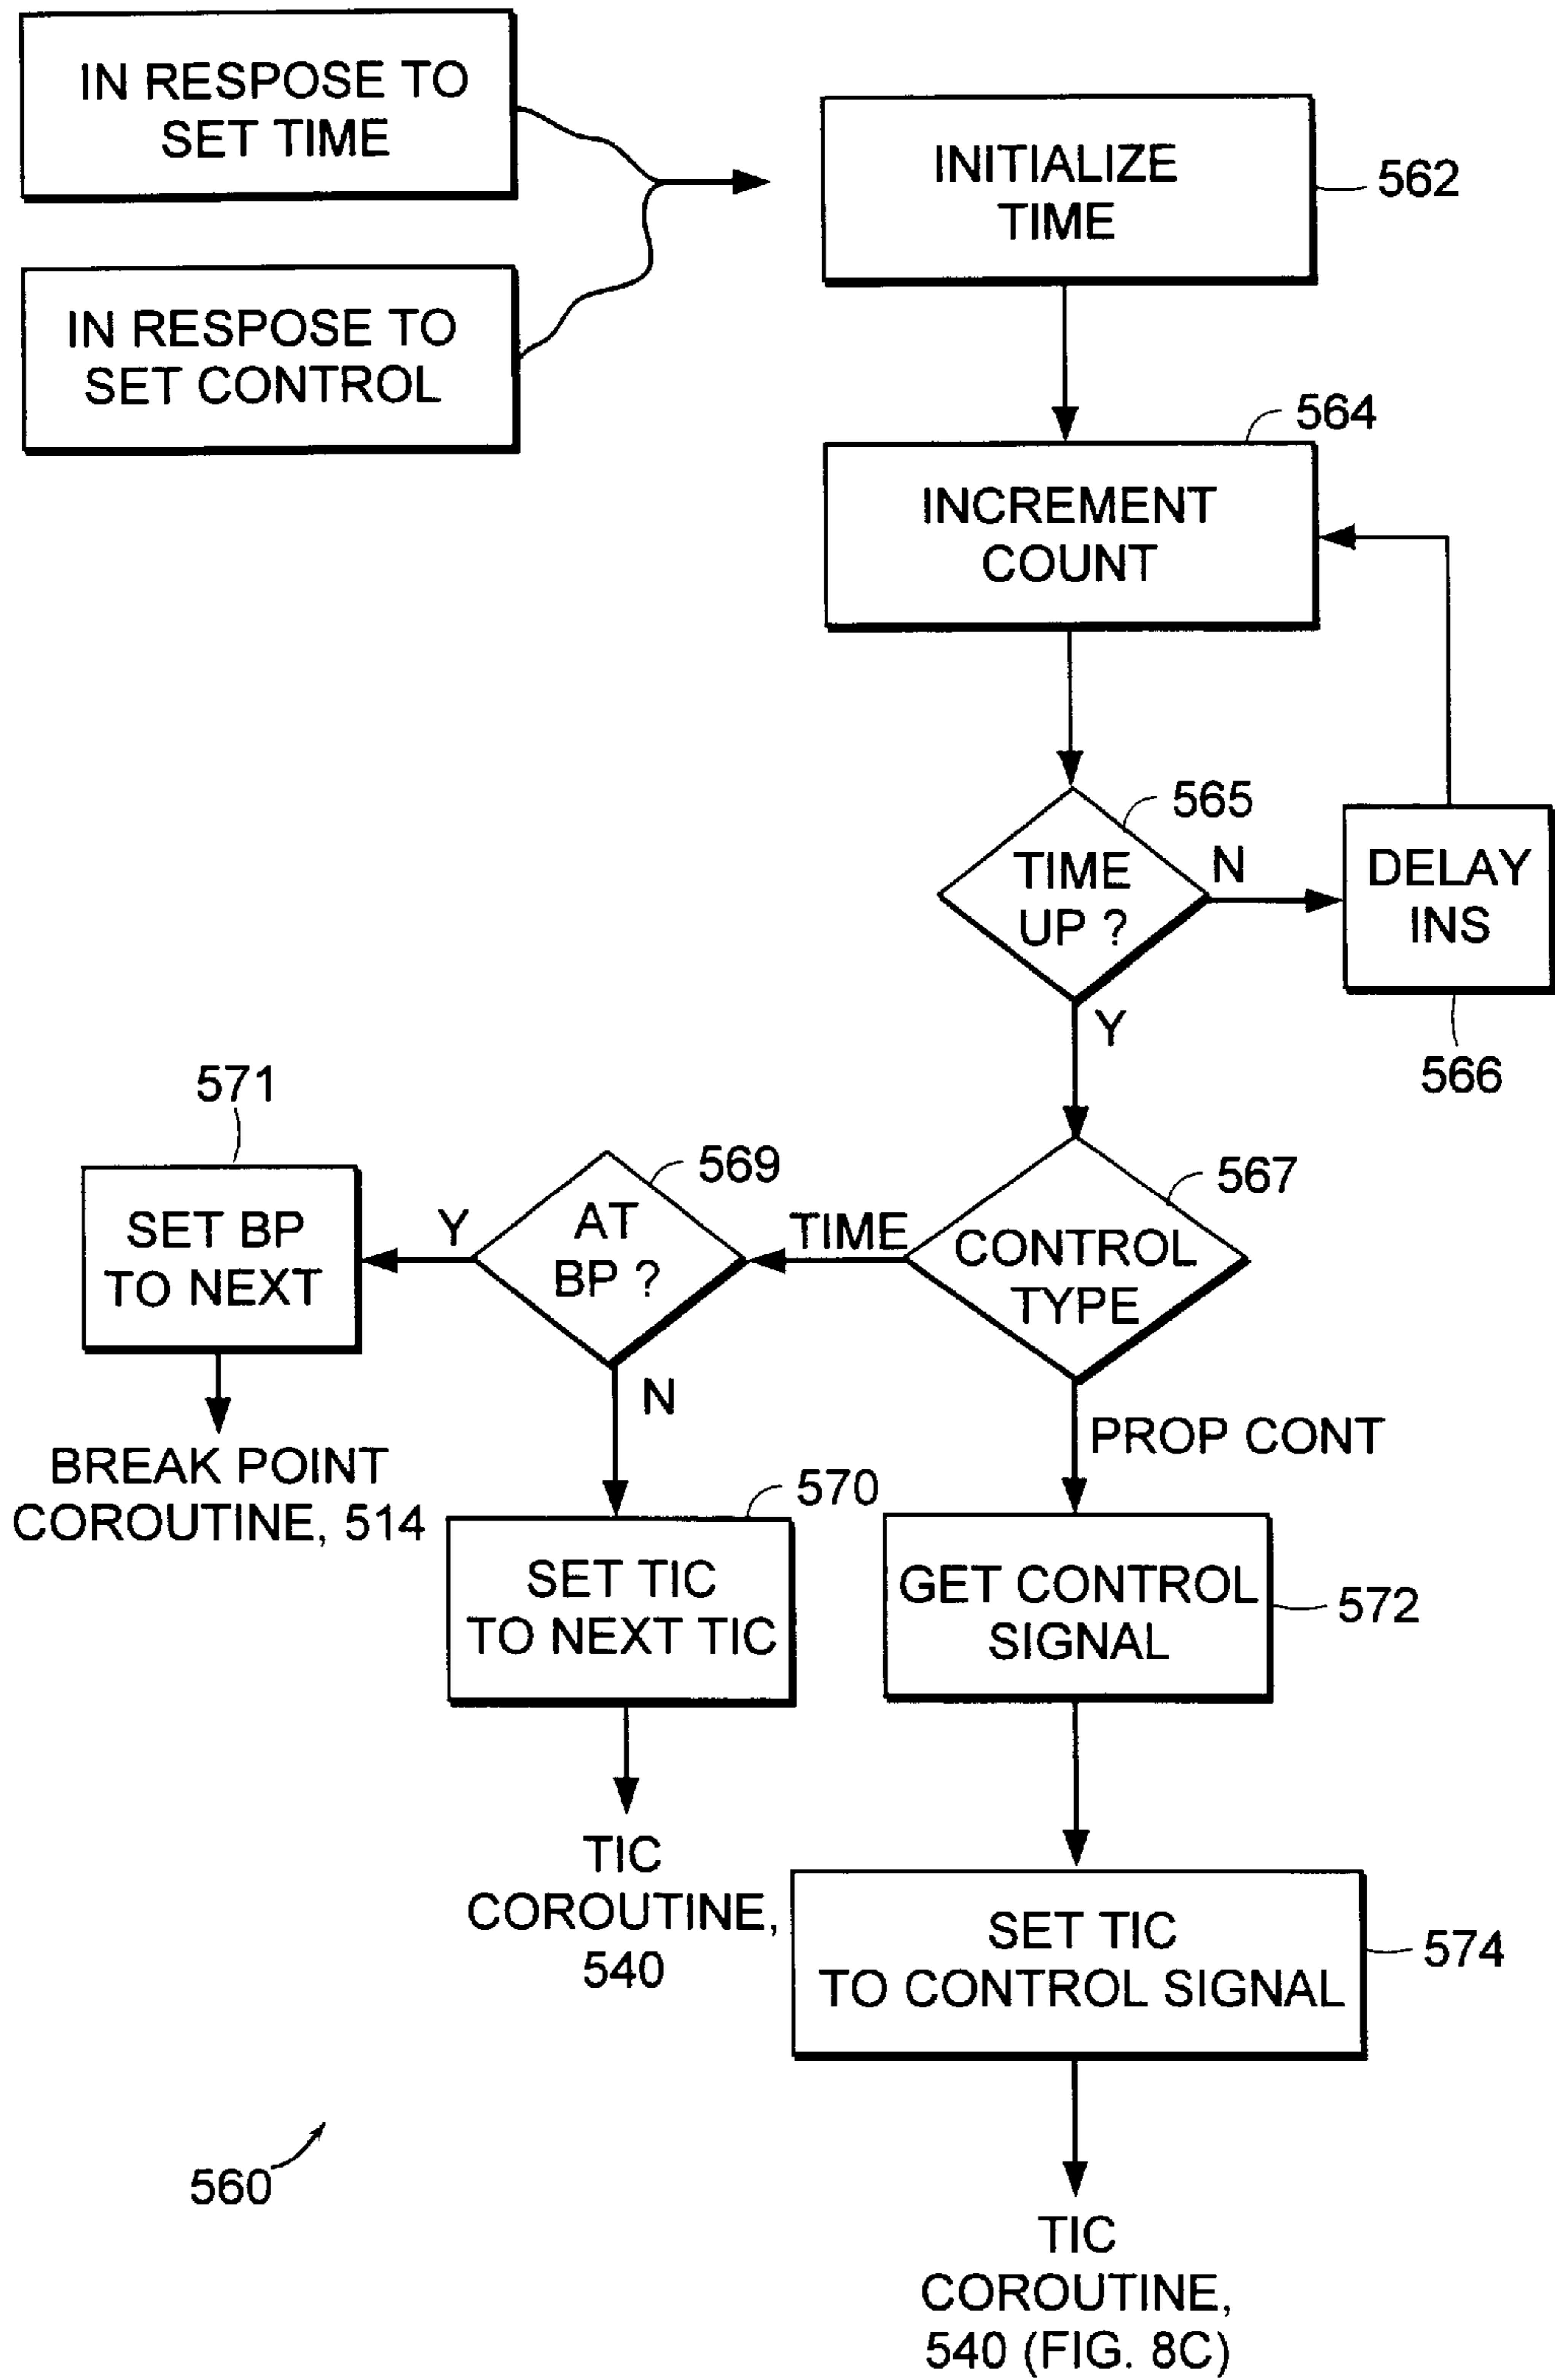 IN RESPOSE TO
SET TIME
IN RESPOSE TO
SET CONTROL
INITIALIZE
TIME
562
564
INCREMENT
COUNT
565
TIME
UP ?
N
DELAY
INS
566
Y
571
569
567
SET BP
TO NEXT
Y
AT
BP ?
TIME
CONTROL
TYPE
N
PROP CONT
BREAK POINT
COROUTINE, 514
570
SET TIC
TO NEXT TIC
GET CONTROL
SIGNAL
572
TIC
COROUTINE,
540
SET TIC
TO CONTROL SIGNAL
574
560
TIC
COROUTINE,
540 (FIG. 8C)